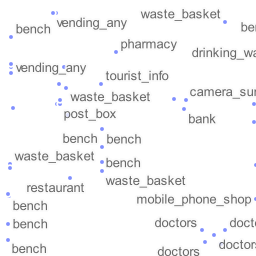 waste_basket
vending_any
bench
be
pharmacy
drinking_wa
vending_any
tourist_info
camera_sur
waste_basket
post_box
bank
bench
bench
waste_basket
bench
waste_basket
restaurant
mobile_phone_shop
bench
doctors
docto
bench
doctors
bench
doctors